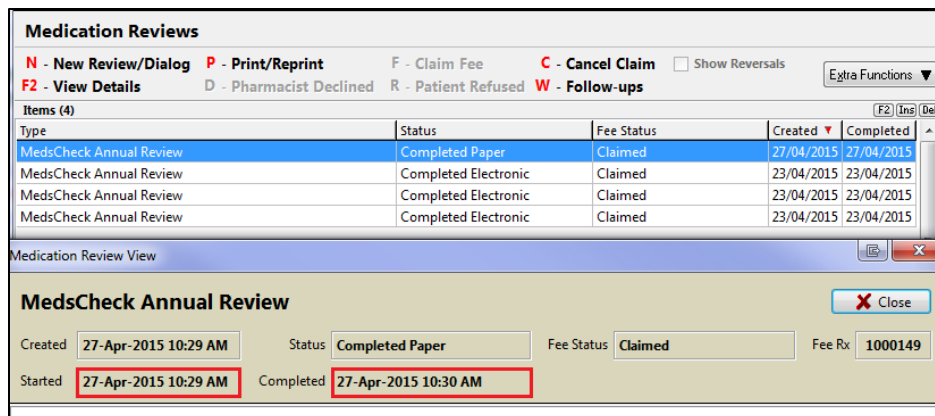 Medication Reviews
N - New Review/Dialog P - Print/Reprint F - Claim Fee C - Cancel Claim Show Reversals
F2 - View Details D - Pharmacist Declined R - Patient Refused W - Follow-ups Extra Functions ▼
Items (4) F2 Ins De
Type Status Fee Status Created ▼ Completed
MedsCheck Annual Review Completed Paper Claimed 27/04/2015 27/04/2015
MedsCheck Annual Review Completed Electronic Claimed 23/04/2015 23/04/2015
MedsCheck Annual Review Completed Electronic Claimed 23/04/2015 23/04/2015
MedsCheck Annual Review Completed Electronic Claimed 23/04/2015 23/04/2015
Medication Review View
MedsCheck Annual Review Close
Created 27-Apr-2015 10:29 AM Status Completed Paper Fee Status Claimed Fee Rx 1000149
Started 27-Apr-2015 10:29 AM Completed 27-Apr-2015 10:30 AM